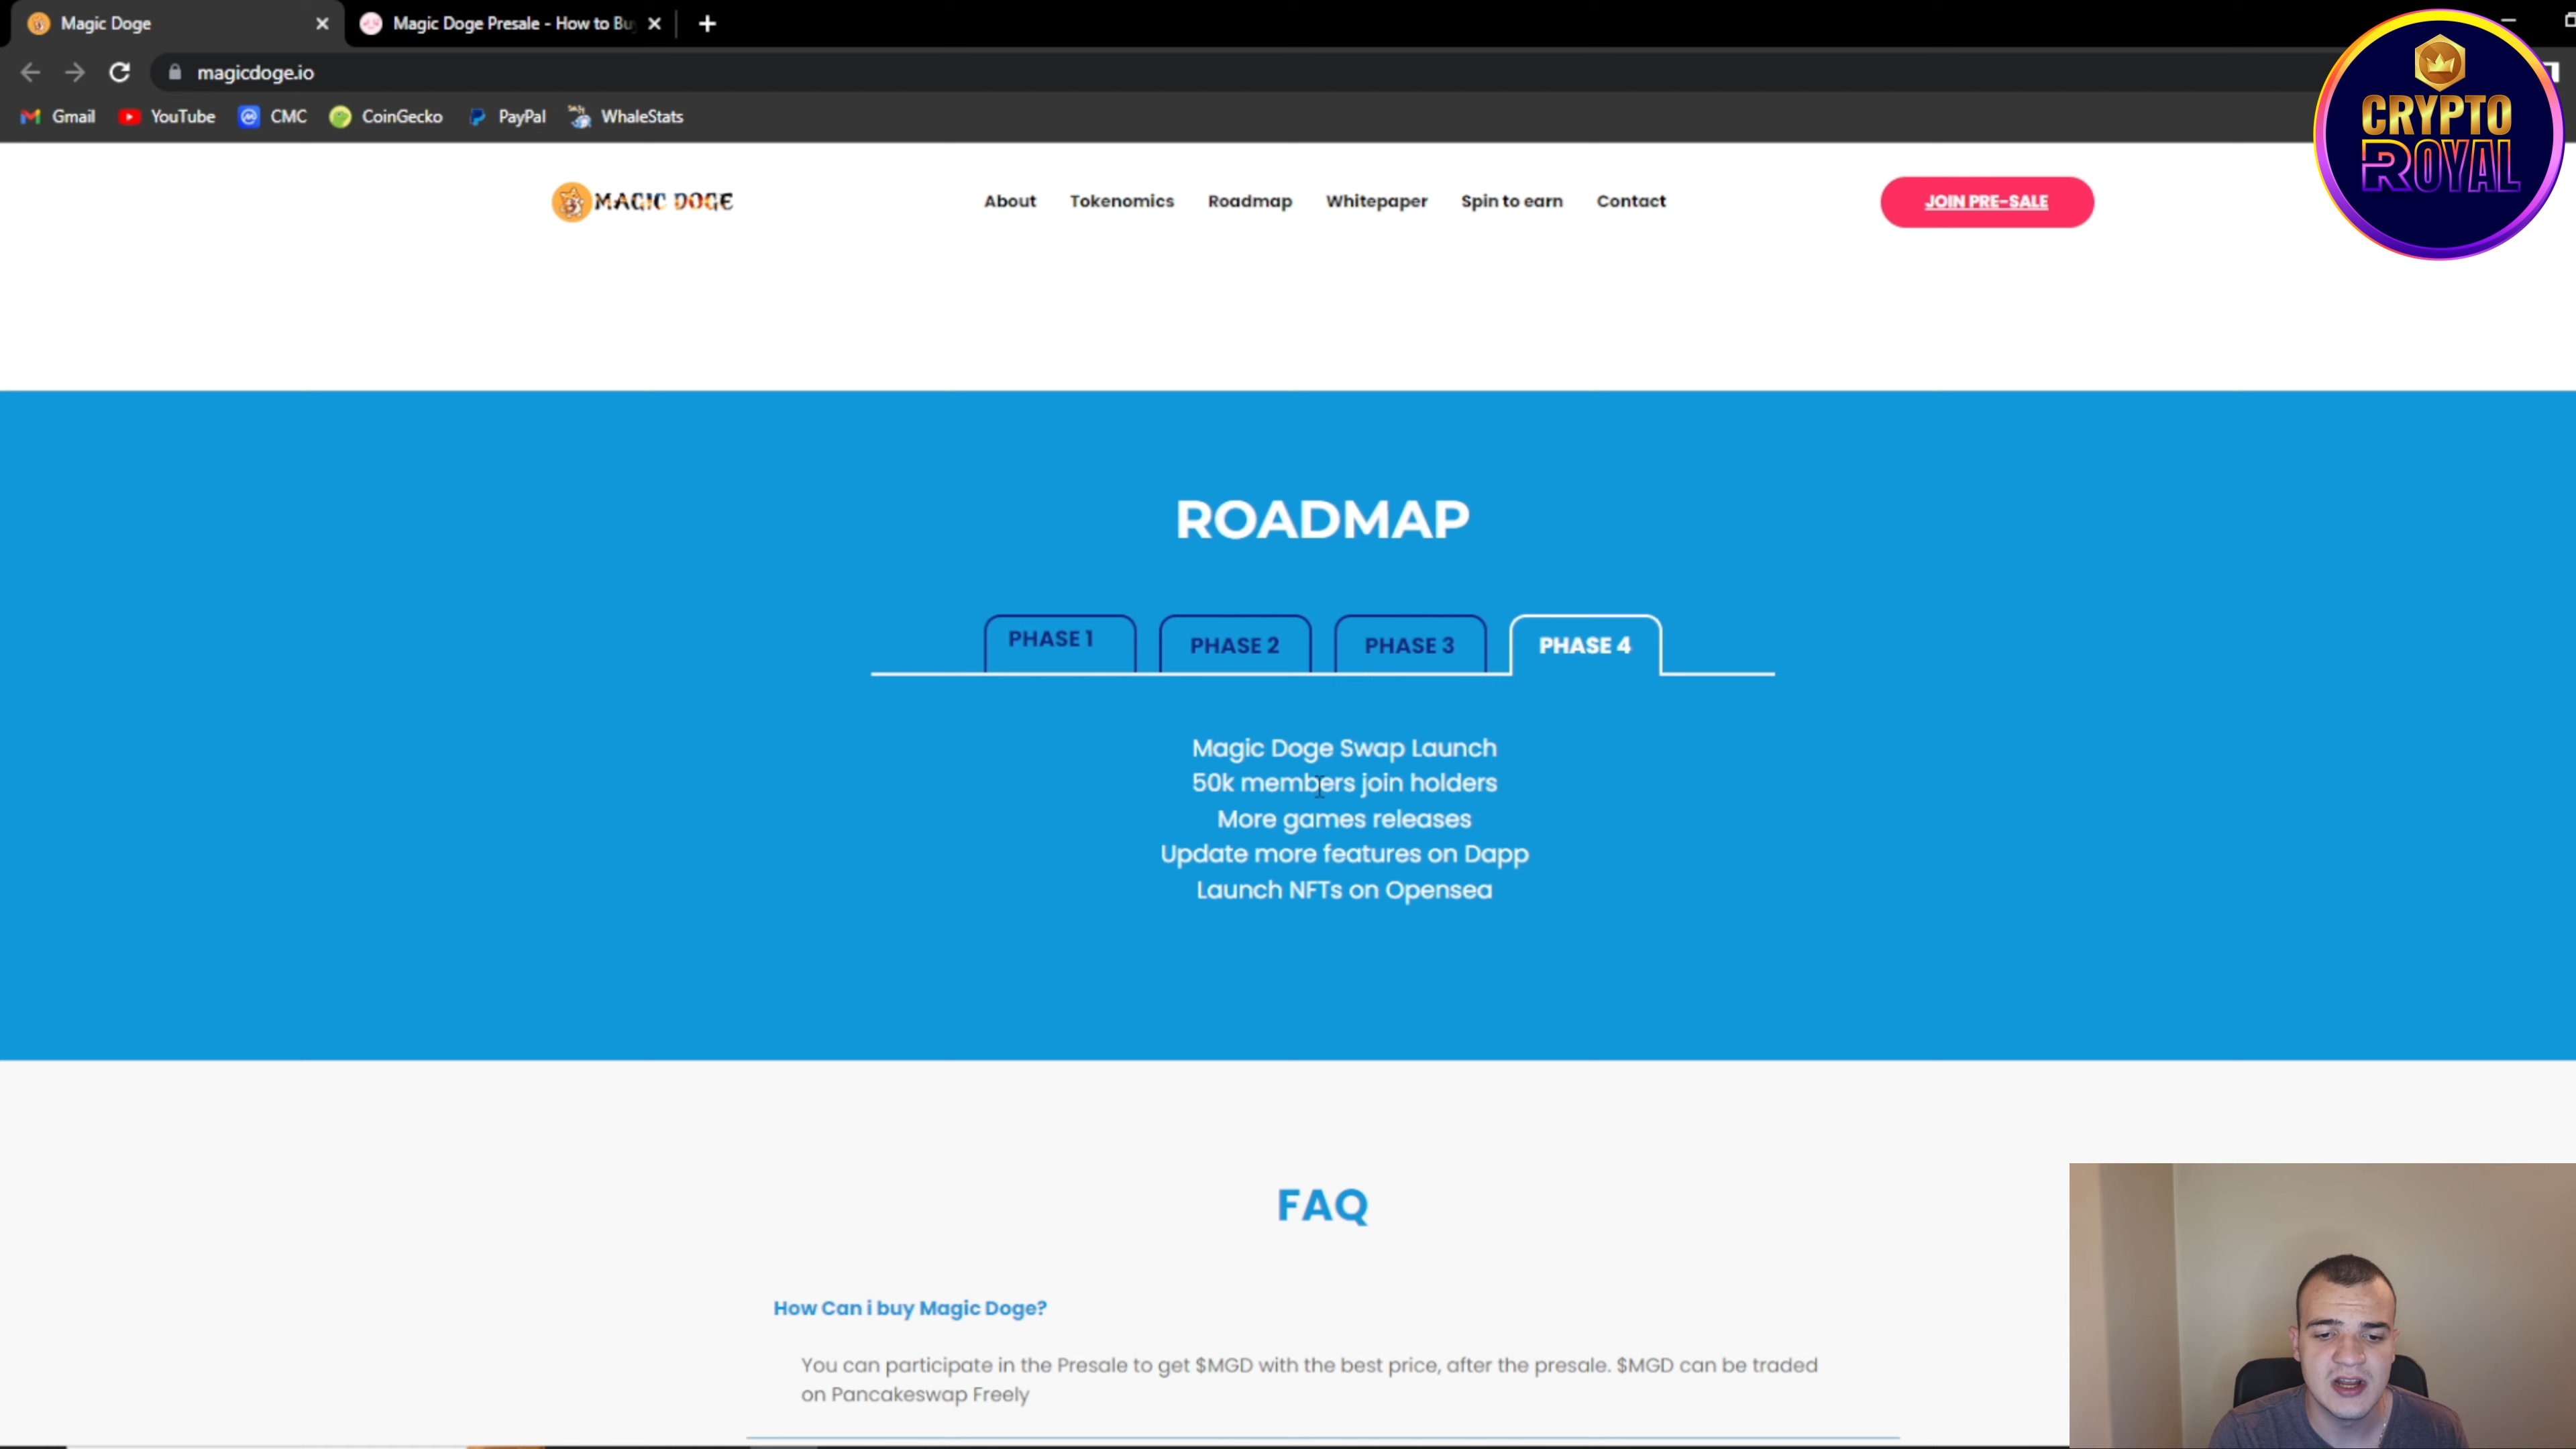 Magic Doge
Magic Doge Presale - How to Bu
magicdoge.io
Gmail YouTube CMC CoinGecko PayPal WhaleStats
CRYPTO
ROYAL
MAGIC DOGE
About Tokenomics Roadmap Whitepaper Spin to earn Contact
JOIN PRE-SALE
ROADMAP
PHASE 1 PHASE 2 PHASE 3 PHASE 4
Magic Doge Swap Launch
50k members join holders
More games releases
Update more features on Dapp
Launch NFTs on Opensea
FAQ
How Can i buy Magic Doge?
You can participate in the Presale to get $MGD with the best price, after the presale. $MGD can be traded
on Pancakeswap Freely